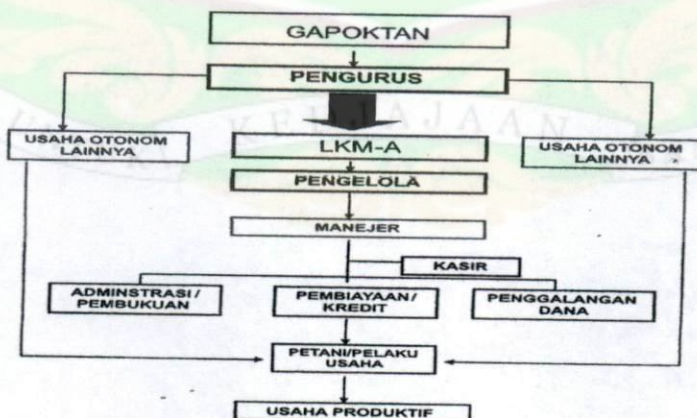 GAPOKTAN
PENGURUS
USAHA OTONOM
LAINNYA
LKM-A
USAHA OTONOM
LAINNYA
PENGELOLA
MANEJER
KASIR
ADMINSTRASI/
PEMBUKUAN
PEMBIAYAAN/
KREDIT
PENGGALANGAN
DANA
PETANI/PELAKU
USAHA
USAHA PRODUKTIF